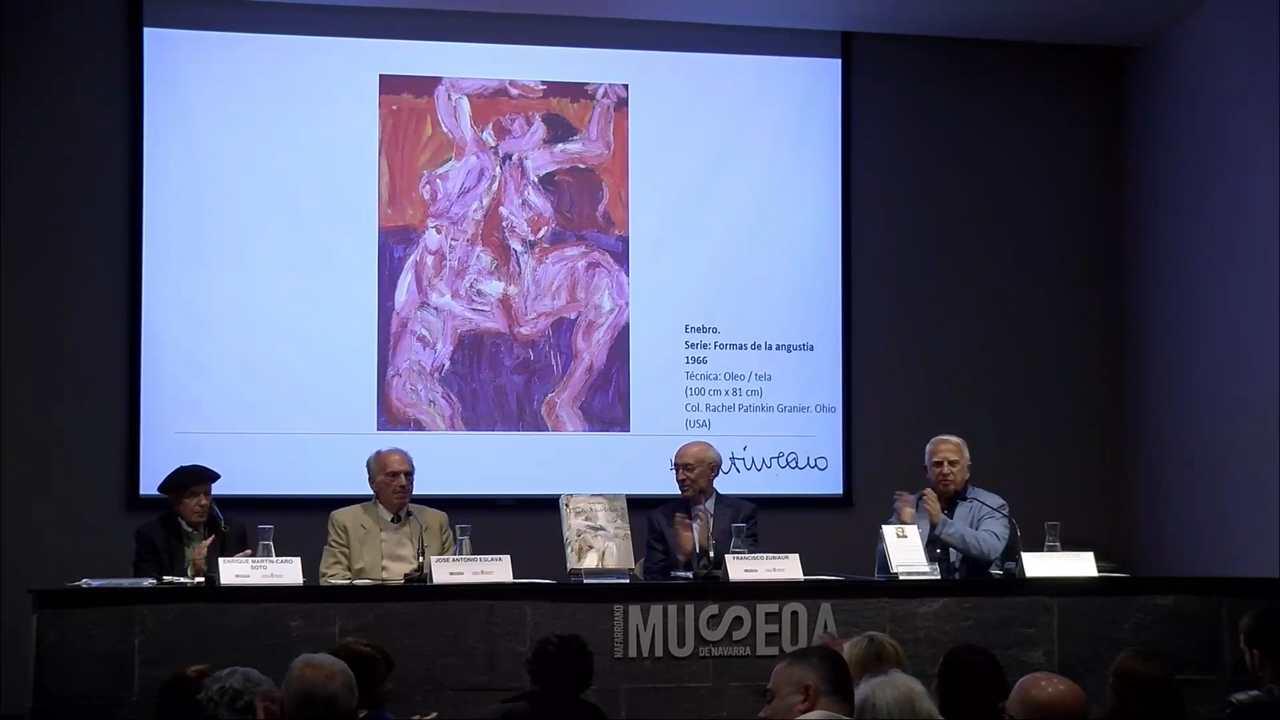 Enebro.
Serie: Formas de la angustia
1966
Técnica: Oleo / tela
(100 cm x 81 cm)
Col. Rachel Patinkin Granier. Ohio
(USA)
ENRIQUE MARTIN-CARO
SOTO
JOSÉ ANTONIO ESLAVA
FRANCISCO ZUBIAUR
NAFARROAKO
MUSEOA
DE NAVARRA